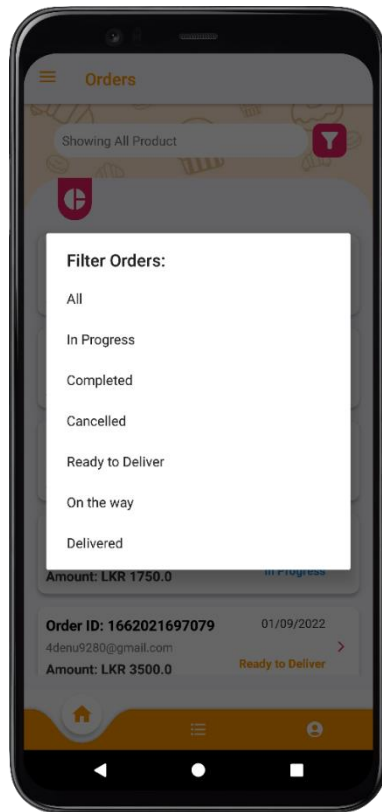 Orders
Showing All Product
Filter Orders:
All
In Progress
Completed
Cancelled
Ready to Deliver
On the way
Delivered
In Progress
Amount: LKR 1750.0
Order ID: 1662021697079
01/09/2022
4denu9280@gmail.com
Amount: LKR 3500.0
Ready to Deliver